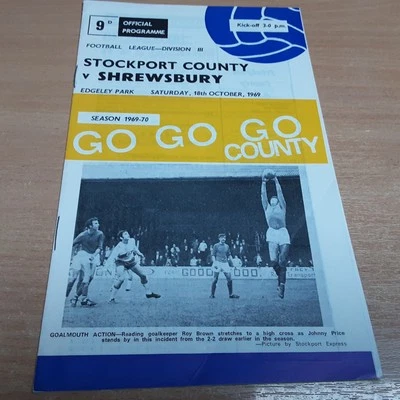 9D
OFFICIAL
PROGRAMME
Kick-off 3-0 p.m.
FOOTBALL LEAGUE—DIVISION III
STOCKPORT COUNTY
v SHREWSBURY
EDGELEY PARK SATURDAY, 18th OCTOBER, 1969
SEASON 1969-70
GO GO GO
COUNTY
GOALMOUTH ACTION—Reading goalkeeper Roy Brown stretches to a high cross as Johnny Price
stands by in this incident from the 2-2 draw earlier in the season.
—Picture by Stockport Express